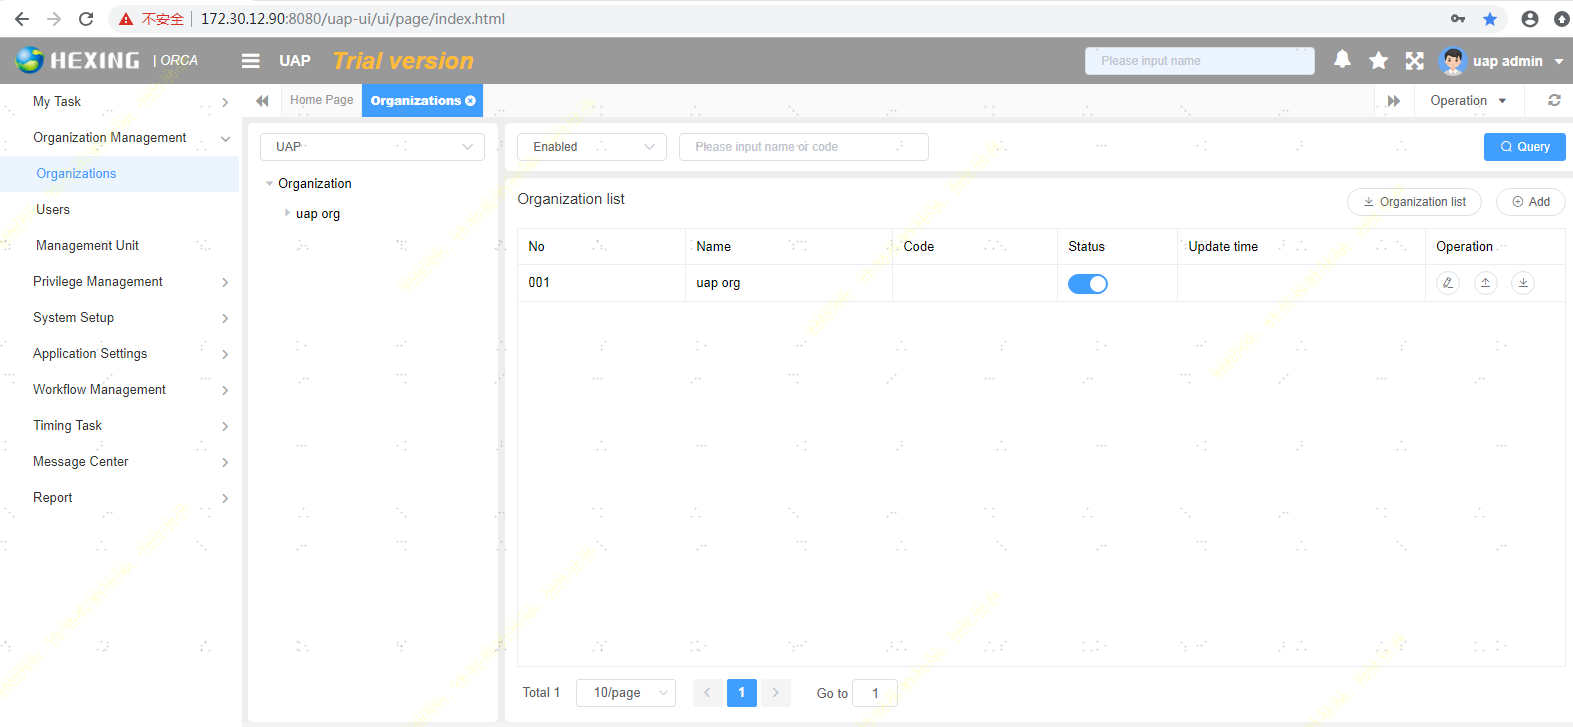 不安全 | 172.30.12.90:8080/uap-ui/ui/page/index.html
HEXING | ORCA UAP Trial version Please input name uap admin
My Task
Organization Management
Organizations
Users
Management Unit
Privilege Management
System Setup
Application Settings
Workflow Management
Timing Task
Message Center
Report
Home Page Organizations Operation
UAP
Organization
uap org
Enabled Please input name or code Query
Organization list Organization list Add
No Name Code Status Update time Operation
001 uap org
Total 1 10/page 1 Go to 1